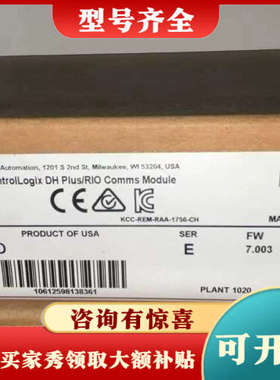 型号齐全
Automation, 1201 S 2nd St, Milwaukee, WI 53204, USA
ntrolLogix DH Plus/RIO Comms Module
CE
KC
KCC-REM-RAA-1756-CH
MA
PRODUCT OF USA
SER
FW
E
7.003
10612598138361
PLANT 1020
咨询有惊喜
买家秀领取大额补贴
可开